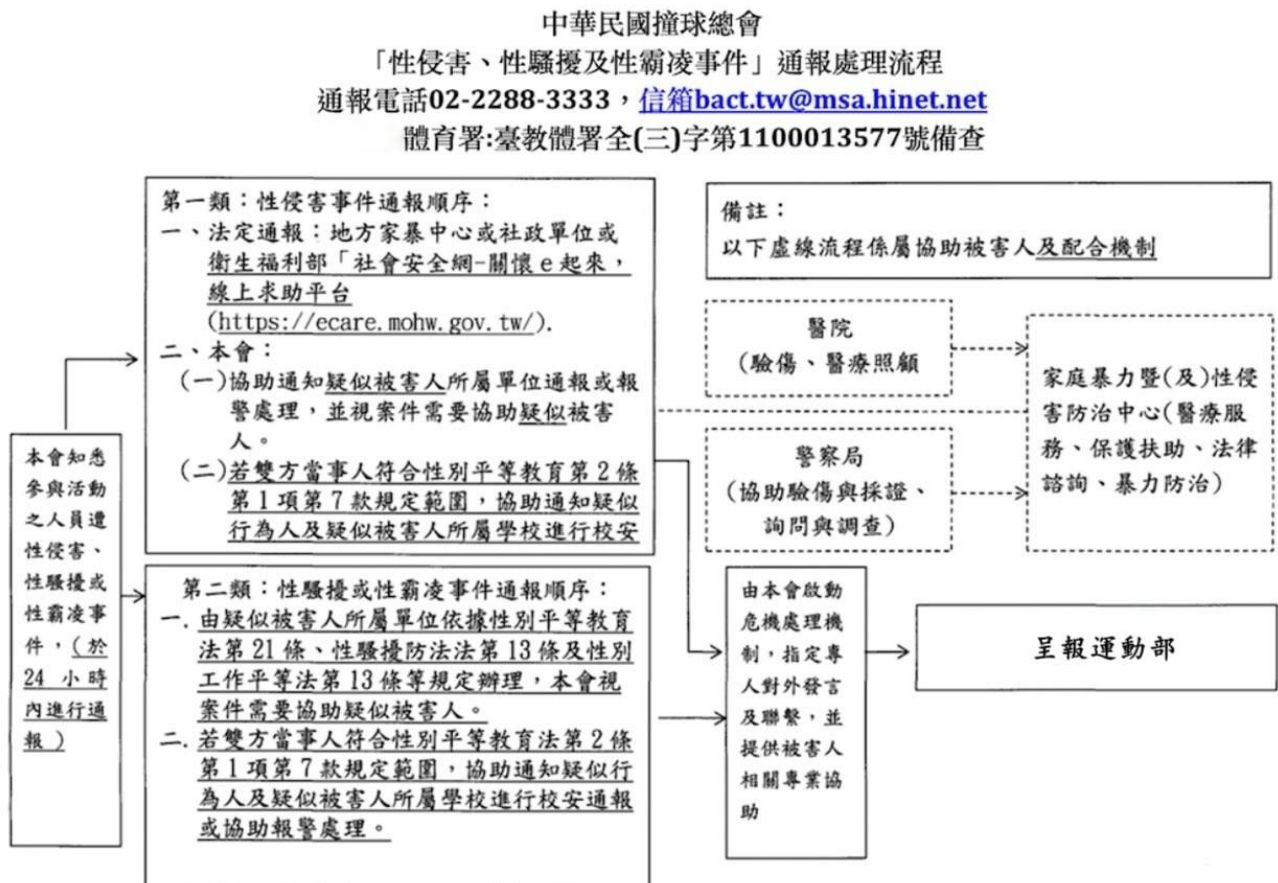 中華民國撞球總會
「性侵害、性騷擾及性霸凌事件」通報處理流程
通報電話02-2288-3333，信箱bact.tw@msa.hinet.net
體育署:臺教體署全(三)字第1100013577號備查
本會知悉
參與活動
之人員遭
性侵害、
性騷擾或
性霸凌事
件，(於
24 小時
內進行通
報)
第一類：性侵害事件通報順序：
一、法定通報：地方家暴中心或社政單位或
衛生福利部「社會安全網-關懷 e 起來，
線上求助平台
(https://ecare.mohw.gov.tw/).
二、本會：
(一)協助通知疑似被害人所屬單位通報或報
警處理，並視案件需要協助疑似被害
人。
(二)若雙方當事人符合性別平等教育第 2 條
第 1 項第 7 款規定範圍，協助通知疑似
行為人及疑似被害人所屬學校進行校安
第二類：性騷擾或性霸凌事件通報順序：
一. 由疑似被害人所屬單位依據性別平等教育
法第 21 條、性騷擾防法法第 13 條及性別
工作平等法第 13 條等規定辦理，本會視
案件需要協助疑似被害人。
二. 若雙方當事人符合性別平等教育法第 2 條
第 1 項第 7 款規定範圍，協助通知疑似行
為人及疑似被害人所屬學校進行校安通報
或協助報警處理。
備註：
以下虛線流程係屬協助被害人及配合機制
醫院
(驗傷、醫療照顧
警察局
(協助驗傷與採證、
詢問與調查)
家庭暴力暨(及)性侵
害防治中心(醫療服
務、保護扶助、法律
諮詢、暴力防治)
由本會啟動
危機處理機
制，指定專
人對外發言
及聯繫，並
提供被害人
相關專業協
助
呈報運動部